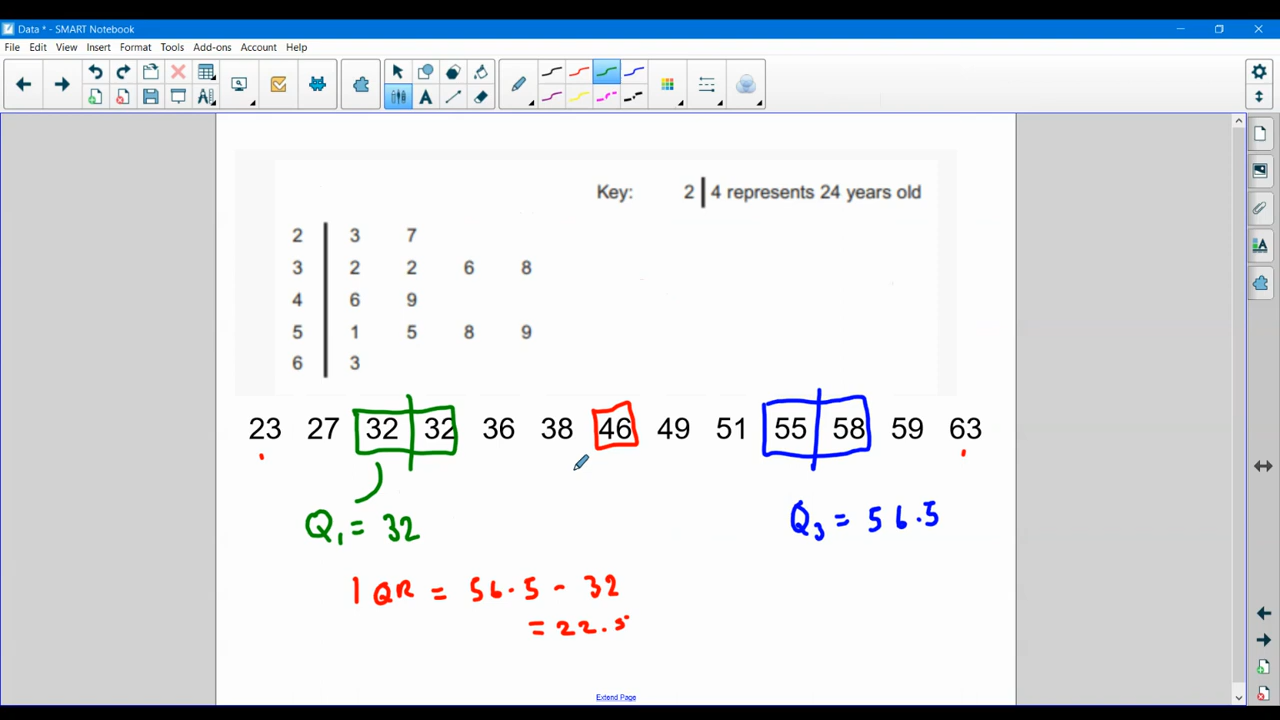 Data * - SMART Notebook
File Edit View Insert Format Tools Add-ons Account Help
Key: 2 | 4 represents 24 years old
2 | 3 7
3 | 2 2 6 8
4 | 6 9
5 | 1 5 8 9
6 | 3
23 27 32 32 36 38 46 49 51 55 58 59 63
Q₁ = 32
Q₃ = 56.5
IQR = 56.5 - 32
= 22.5
Extend Page